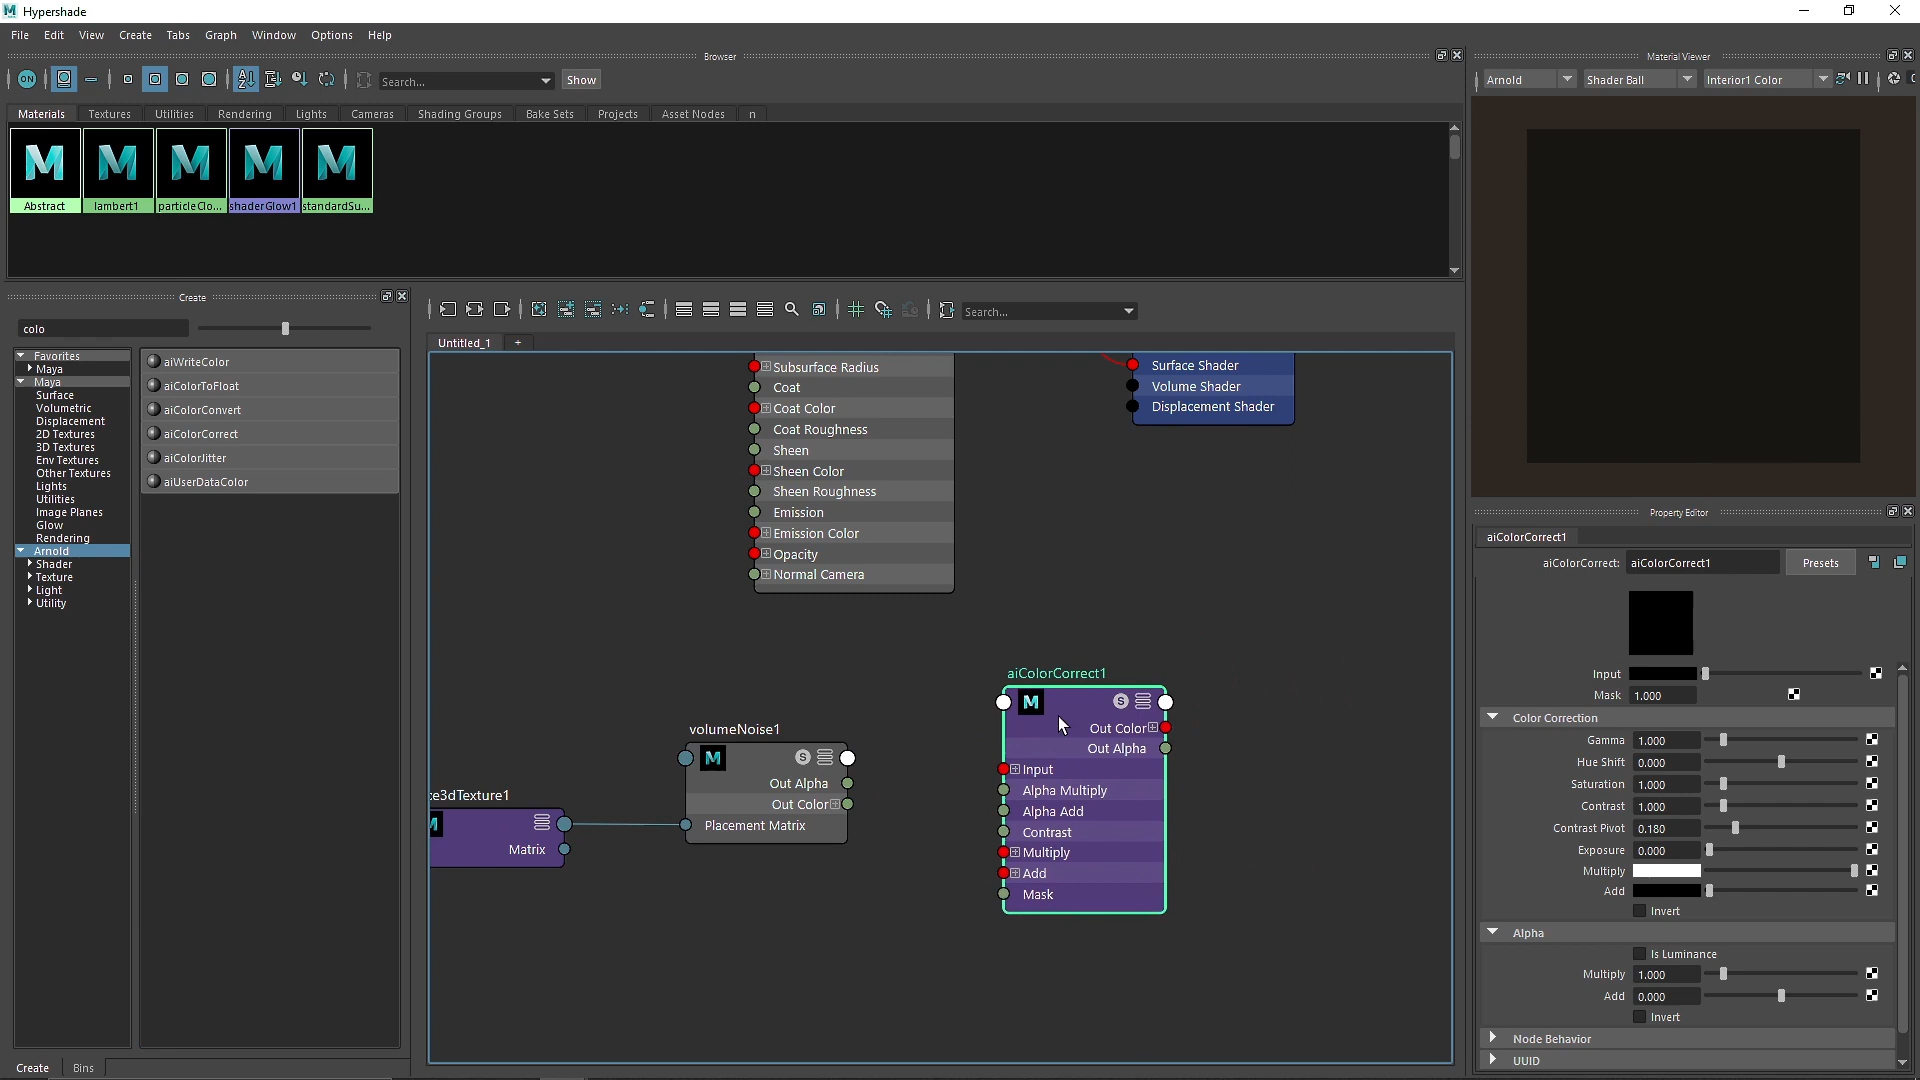 Hypershade
File Edit View Create Tabs Graph Window Options Help
Browser
ON
Search...
Show
Materials Textures Utilities Rendering Lights Cameras Shading Groups Bake Sets Projects Asset Nodes n
Abstract lambert1 particleClo... shaderGlow1 standardSu...
Create
colo
Favorites
Maya
Maya
Surface
Volumetric
Displacement
2D Textures
3D Textures
Env Textures
Other Textures
Lights
Utilities
Image Planes
Glow
Rendering
Arnold
Shader
Texture
Light
Utility
aiWriteColor
aiColorToFloat
aiColorConvert
aiColorCorrect
aiColorJitter
aiUserDataColor
Create Bins
Search...
Untitled_1 +
Subsurface Radius
Coat
Coat Color
Coat Roughness
Sheen
Sheen Color
Sheen Roughness
Emission
Emission Color
Opacity
Normal Camera
Surface Shader
Volume Shader
Displacement Shader
ce3dTexture1
Matrix
volumeNoise1
M S
Out Alpha
Out Color
Placement Matrix
aiColorCorrect1
M S
Out Color
Out Alpha
Input
Alpha Multiply
Alpha Add
Contrast
Multiply
Add
Mask
Material Viewer
Arnold Shader Ball Interior1 Color
Property Editor
aiColorCorrect1
aiColorCorrect: aiColorCorrect1 Presets
Input
Mask 1.000
Color Correction
Gamma 1.000
Hue Shift 0.000
Saturation 1.000
Contrast 1.000
Contrast Pivot 0.180
Exposure 0.000
Multiply
Add
Invert
Alpha
Is Luminance
Multiply 1.000
Add 0.000
Invert
Node Behavior
UUID